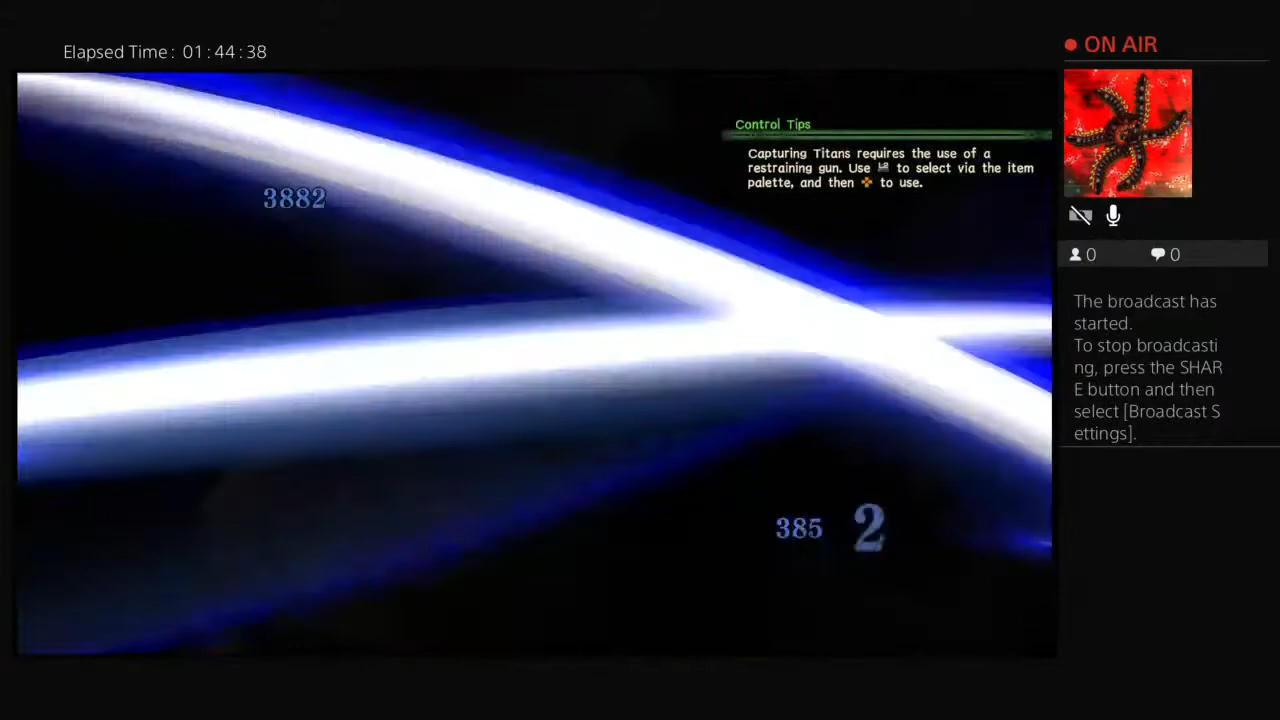 Elapsed Time: 01:44:38
ON AIR
Control Tips
Capturing Titans requires the use of a
restraining gun. Use L2 to select via the item
palette, and then to use.
3882
0
0
The broadcast has
started.
To stop broadcasti
ng, press the SHAR
E button and then
select [Broadcast S
ettings].
385 2